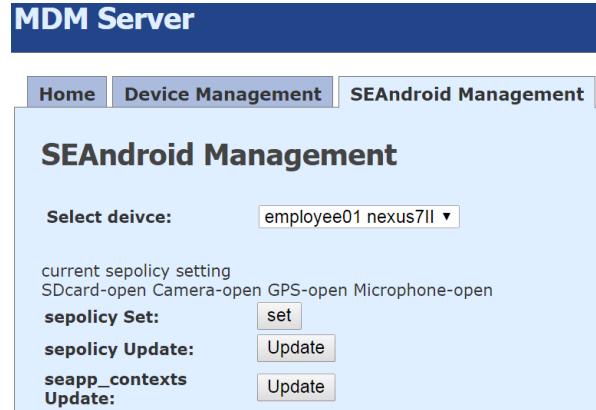 MDM Server
Home Device Management SEAndroid Management
SEAndroid Management
Select deivce: employee01 nexus7II ▼
current sepolicy setting
SDcard-open Camera-open GPS-open Microphone-open
sepolicy Set: set
sepolicy Update: Update
seapp_contexts
Update: Update